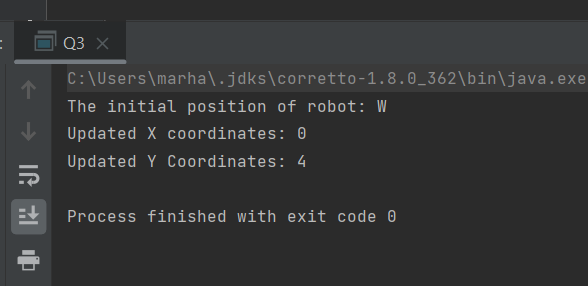 :
Q3
C:\Users\marha\.jdks\corretto-1.8.0_362\bin\java.exe
The initial position of robot: W
Updated X coordinates: 0
Updated Y Coordinates: 4
Process finished with exit code 0